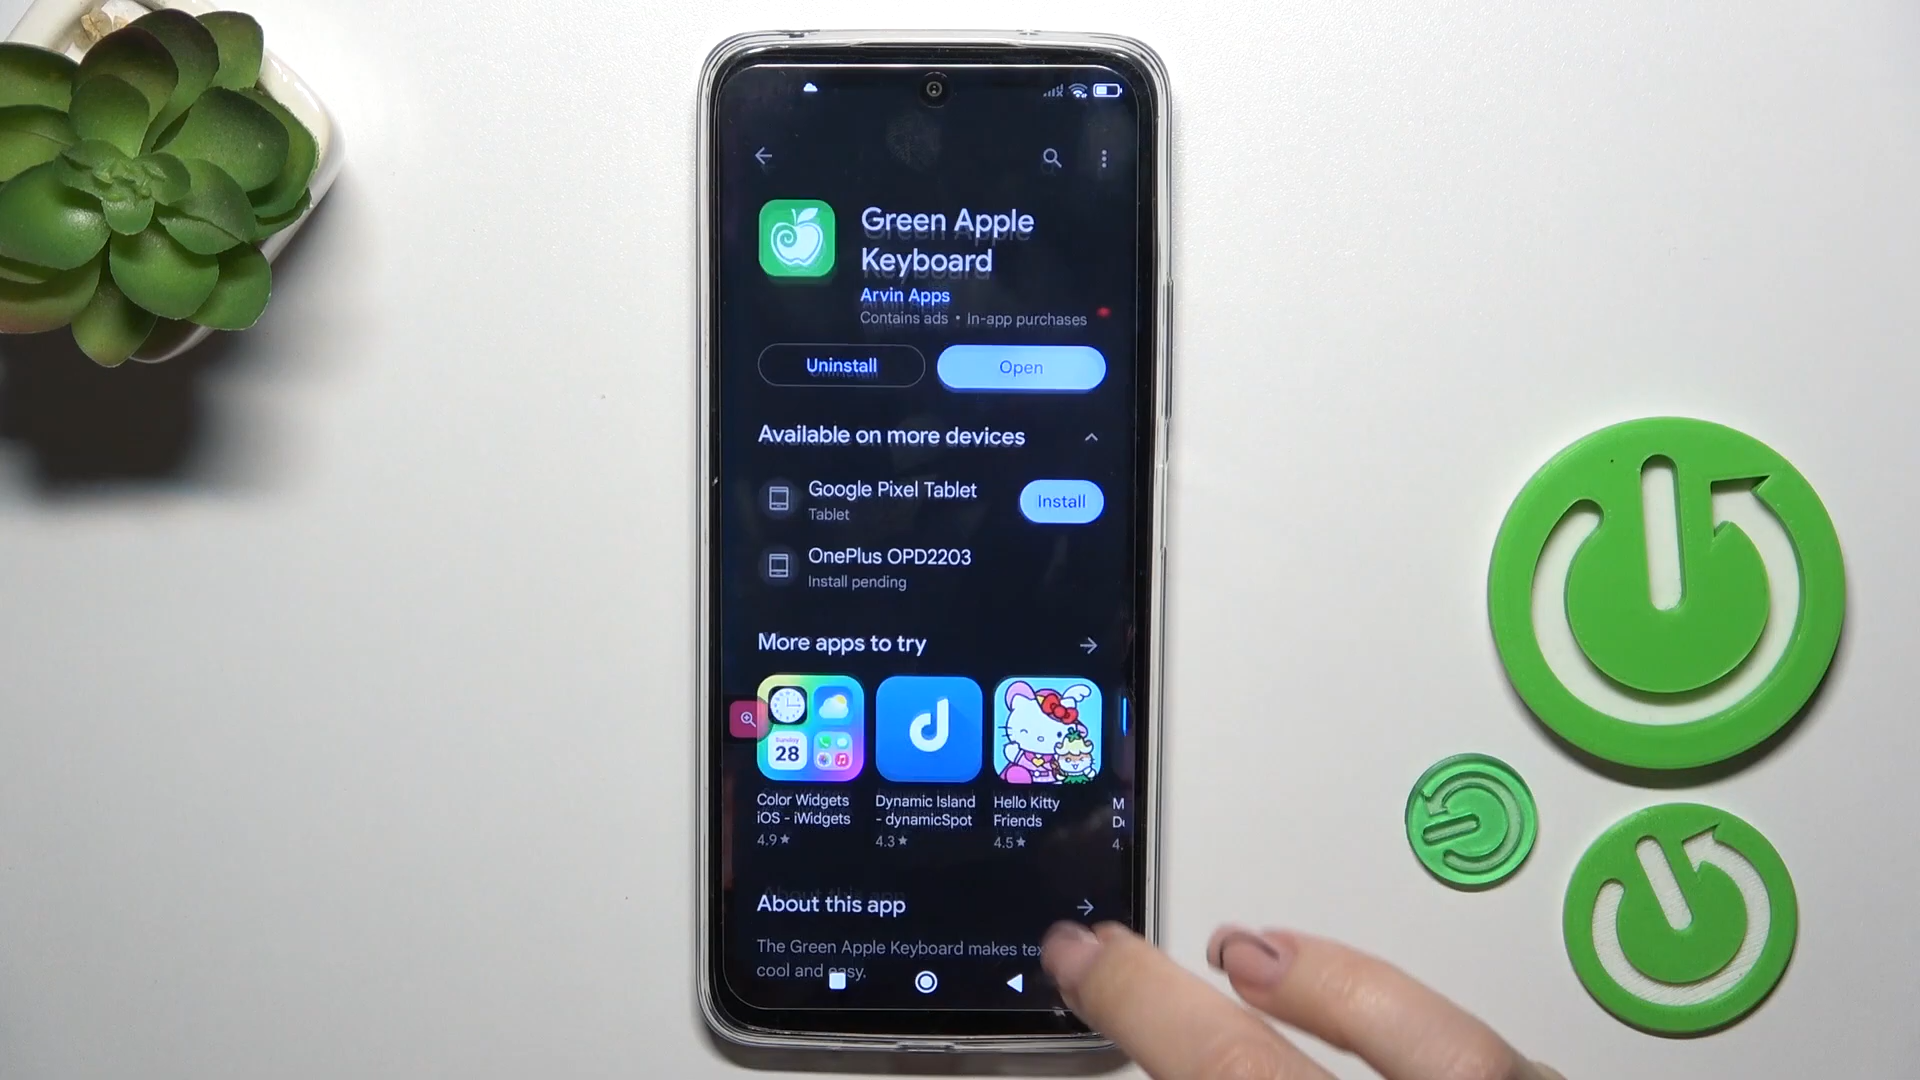 Green Apple
Keyboard
Arvin Apps
Contains ads • In-app purchases
Uninstall
Open
Available on more devices
Google Pixel Tablet
Tablet
Install
OnePlus OPD2203
Install pending
More apps to try
Sunday
28
Color Widgets
iOS - iWidgets
4.9★
Dynamic Island
- dynamicSpot
4.3★
Hello Kitty
Friends
4.5★
M
4.
About this app
The Green Apple Keyboard makes tex
cool and easy.